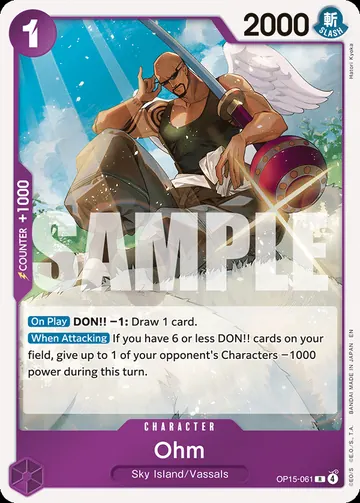 1
2000
斬
SLASH
Hatori Kyoka
COUNTER +1000
SAMPLE
On Play DON!! −1: Draw 1 card.
When Attacking If you have 6 or less DON!! cards on your
field, give up to 1 of your opponent's Characters −1000
power during this turn.
CHARACTER
Ohm
Sky Island/Vassals
OP15-061 R 4
©E.O./S. ©E.O./S., T.A. BANDAI MADE IN JAPAN EN